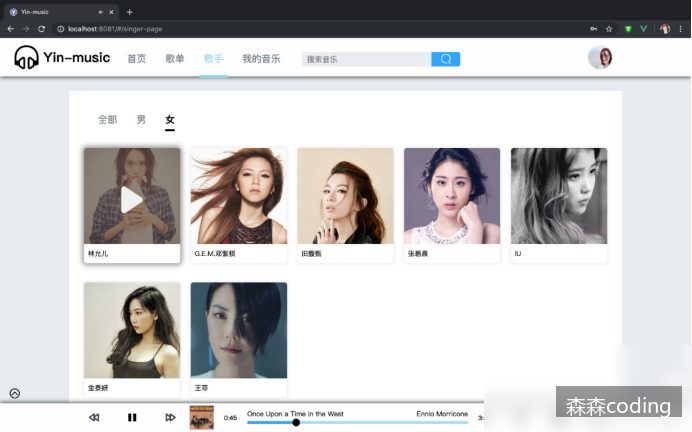 Yin-music
localhost:8081/#/singer-page
Yin-music
首页
歌单
歌手
我的音乐
搜索音乐
全部
男
女
林允儿
G.E.M.邓紫棋
田馥甄
张碧晨
IU
金泰妍
王菲
0:45
Once Upon a Time in the West
Ennio Morricone
森森coding